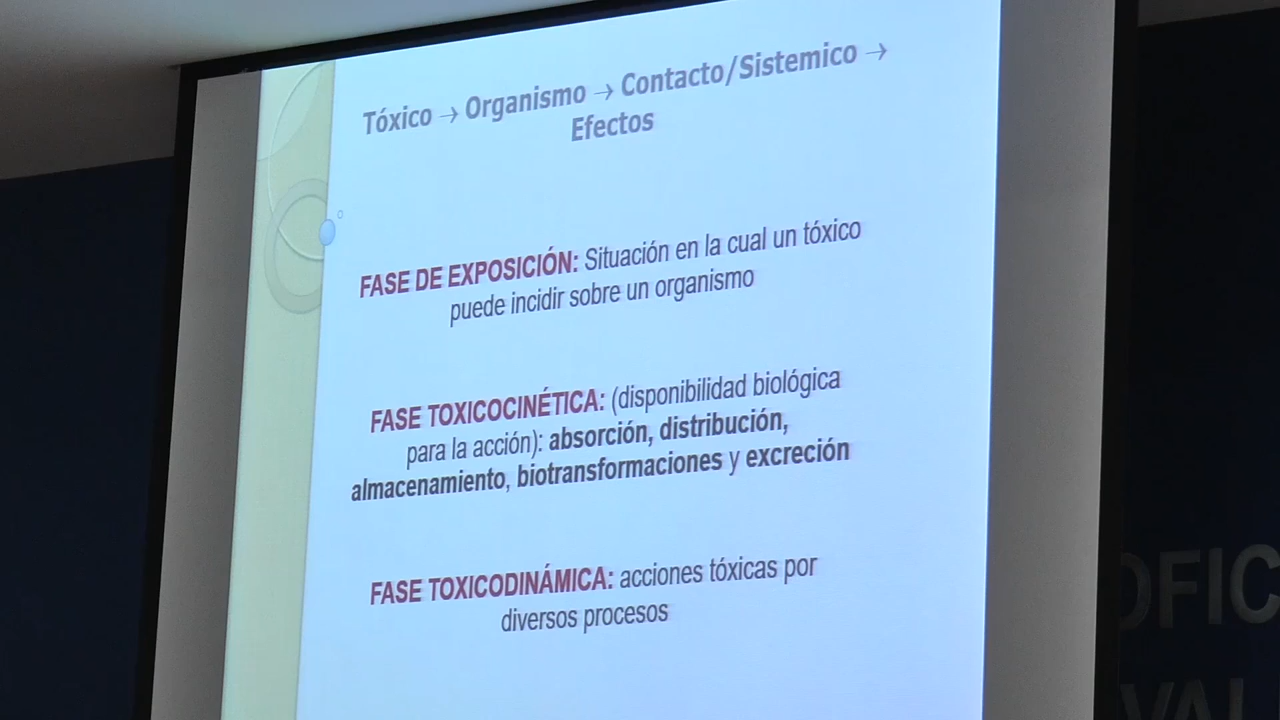 Tóxico → Organismo → Contacto/Sistemico →
Efectos
FASE DE EXPOSICIÓN: Situación en la cual un tóxico
puede incidir sobre un organismo
FASE TOXICOCINÉTICA: (disponibilidad biológica
para la acción): absorción, distribución,
almacenamiento, biotransformaciones y excreción
FASE TOXICODINÁMICA: acciones tóxicas por
diversos procesos
OFIC
VAL